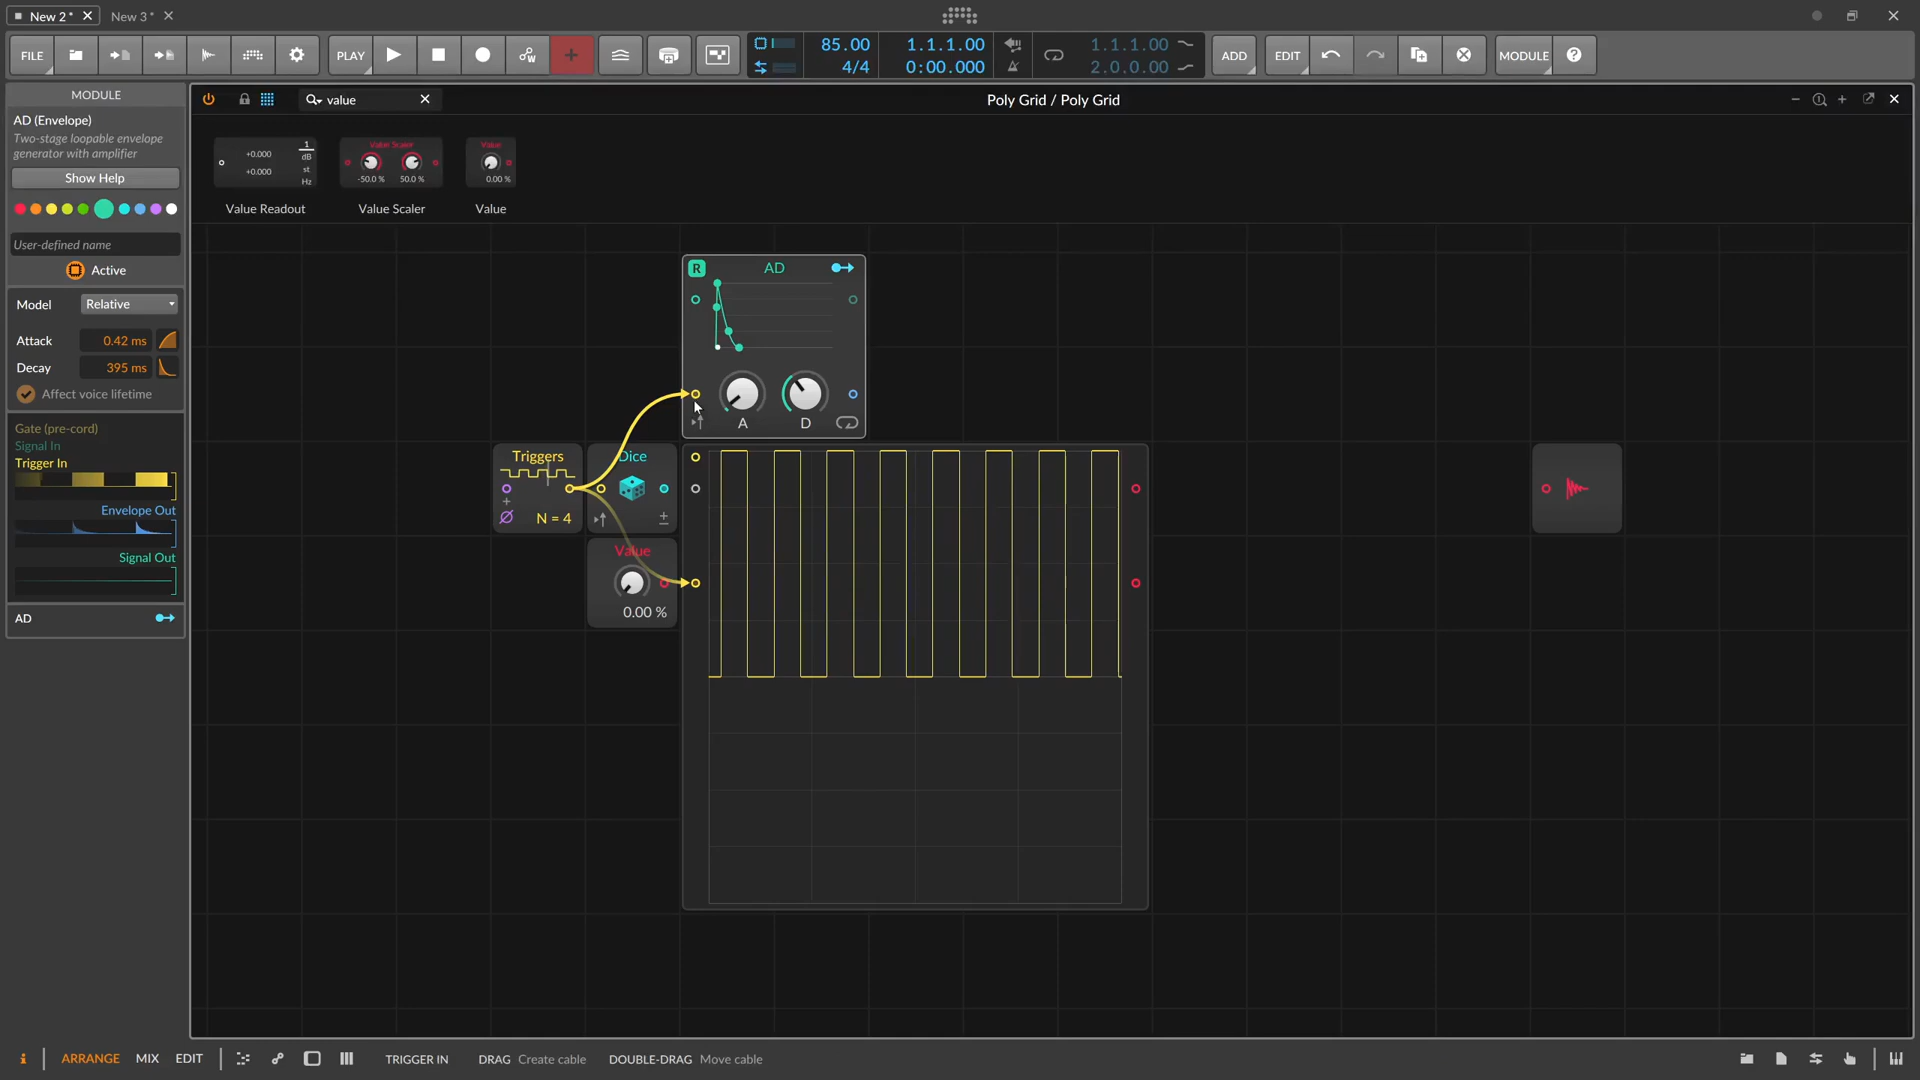 New 2 *
New 3 *
FILE
PLAY
85.00
4/4
1.1.1.00
0:00.000
1.1.1.00
2.0.0.00
ADD
EDIT
MODULE
MODULE
AD (Envelope)
Two-stage loopable envelope
generator with amplifier
Show Help
User-defined name
Active
Model
Relative
Attack
0.42 ms
Decay
395 ms
Affect voice lifetime
Gate (pre-cord)
Signal In
Trigger In
Envelope Out
Signal Out
AD
value
Poly Grid / Poly Grid
+0.000
+0.000
1
dB
st
Hz
Value Readout
Value Scaler
-50.0 %
50.0 %
Value Scaler
Value
0.00 %
Value
R
AD
A
D
Triggers
N = 4
Dice
Value
0.00 %
ARRANGE
MIX
EDIT
TRIGGER IN
DRAG Create cable
DOUBLE-DRAG Move cable